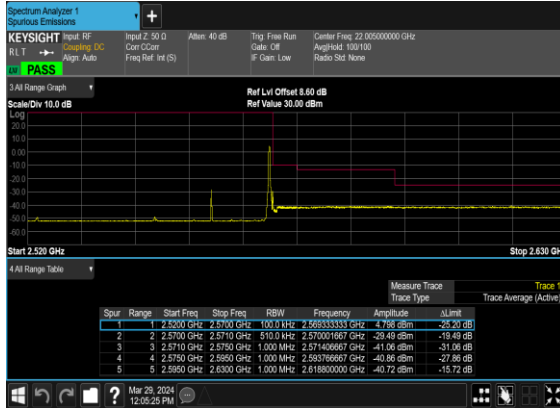 Spectrum Analyzer 1
Spurious Emissions
+
KEYSIGHT Input: RF Input Z: 50 Ω Atten: 40 dB Trig: Free Run Center Freq: 22.005000000 GHz
RLT Coupling: DC Corr CCorr Gate: Off Avg|Hold: 100/100
Align: Auto Freq Ref: Int (S) IF Gain: Low Radio Std: None
PASS
3 All Range Graph Ref Lvl Offset 8.60 dB
Scale/Div 10.0 dB Ref Value 30.00 dBm
Log
20.0
10.0
0.00
-10.0
-20.0
-30.0
-40.0
-50.0
-60.0
Start 2.520 GHz Stop 2.630 GH
4 All Range Table
Measure Trace Trace 1
Trace Type Trace Average (Active)
Spur Range Start Freq Stop Freq RBW Frequency Amplitude ΔLimit
1 1 2.5200 GHz 2.5700 GHz 100.0 kHz 2.569333333 GHz 4.798 dBm -25.20 dB
2 2 2.5700 GHz 2.5710 GHz 510.0 kHz 2.570001667 GHz -29.49 dBm -19.49 dB
3 3 2.5710 GHz 2.5750 GHz 1.000 MHz 2.571406667 GHz -41.06 dBm -31.06 dB
4 4 2.5750 GHz 2.5950 GHz 1.000 MHz 2.593766667 GHz -40.86 dBm -27.86 dB
5 5 2.5950 GHz 2.6300 GHz 1.000 MHz 2.618800000 GHz -40.72 dBm -15.72 dB
? Mar 29, 2024
12:05:25 PM